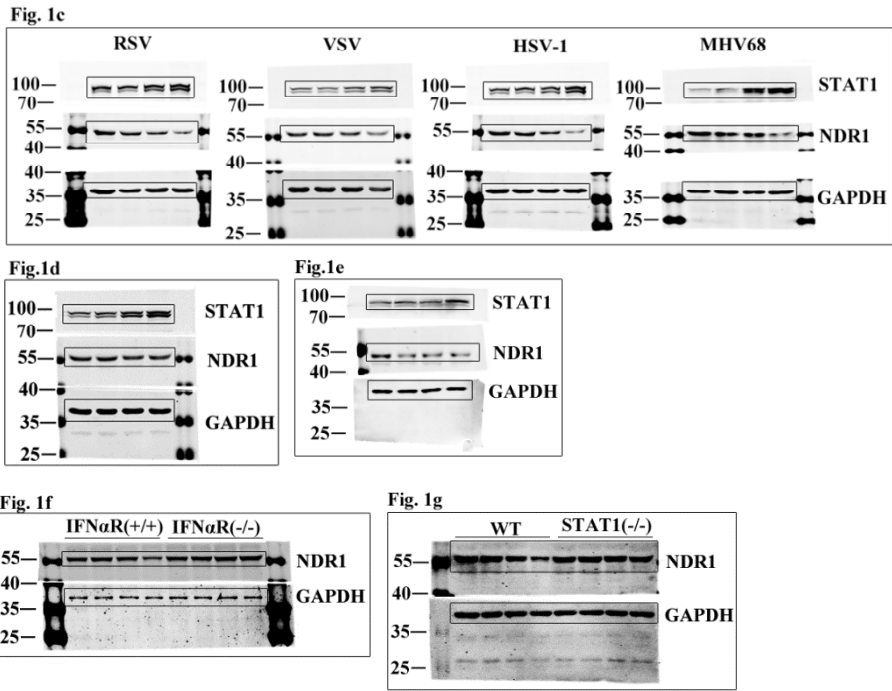 Fig. 1c
RSV VSV HSV-1 MHV68
100 100 100 100 STAT1
70 70 70 70
55 55 55 55 NDR1
40 40 40
40 40 40
35 35 35 35 GAPDH
25 25 25 25
Fig.1d Fig.1e
100 STAT1 100 STAT1
70 70
55 NDR1 55 NDR1
40 40
GAPDH GAPDH
35 35
25 25
Fig. 1f Fig. 1g
IFNαR(+/+) IFNαR(-/-) WT STAT1(-/-)
55 NDR1 55 NDR1
40 40
GAPDH GAPDH
35 35
25 25